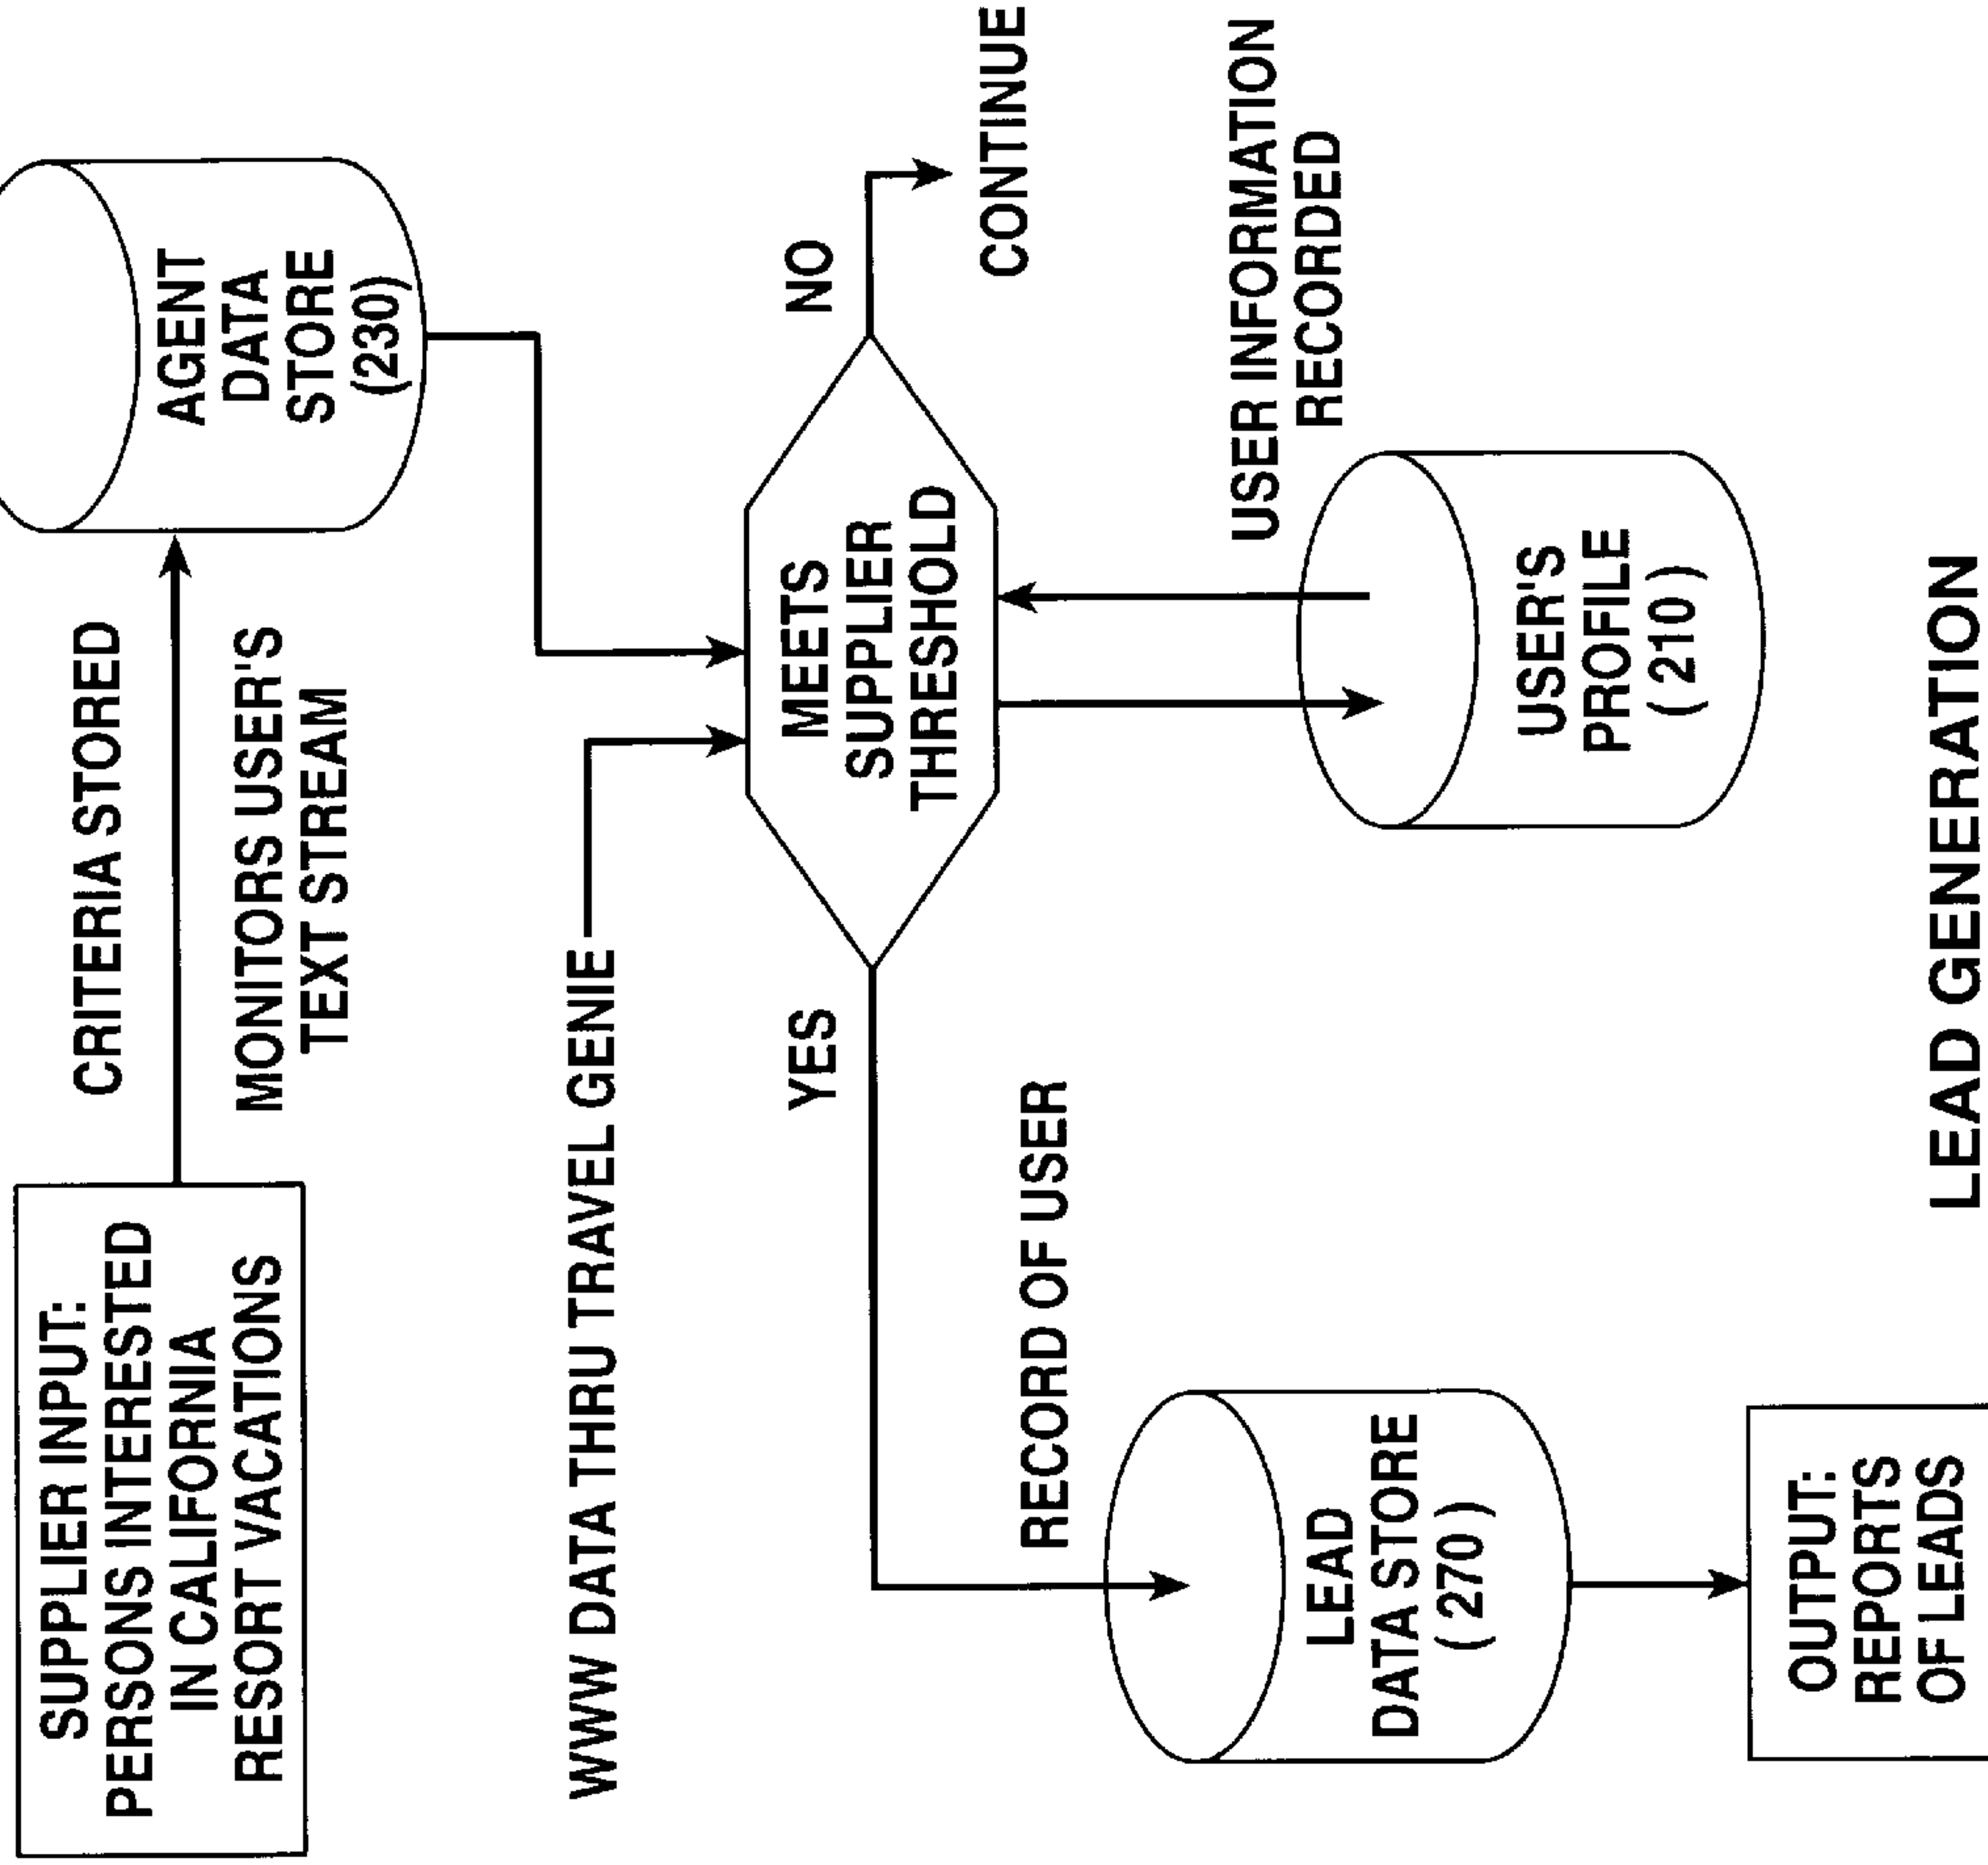 SUPPLIER INPUT:
PERSONS INTERESTED
IN CALIFORNIA
RESORT VACATIONS
CRITERIA STORED
MONITORS USER'S
TEXT STREAM
AGENT
DATA
STORE
(230)
WWW DATA THRU TRAVEL GENIE
YES
MEETS
SUPPLIER
THRESHOLD
NO
CONTINUE
RECORD OF USER
USER INFORMATION
RECORDED
LEAD
DATA STORE
( 270 )
USER'S
PROFILE
( 210 )
OUTPUT:
REPORTS
OF LEADS
LEAD GENERATION